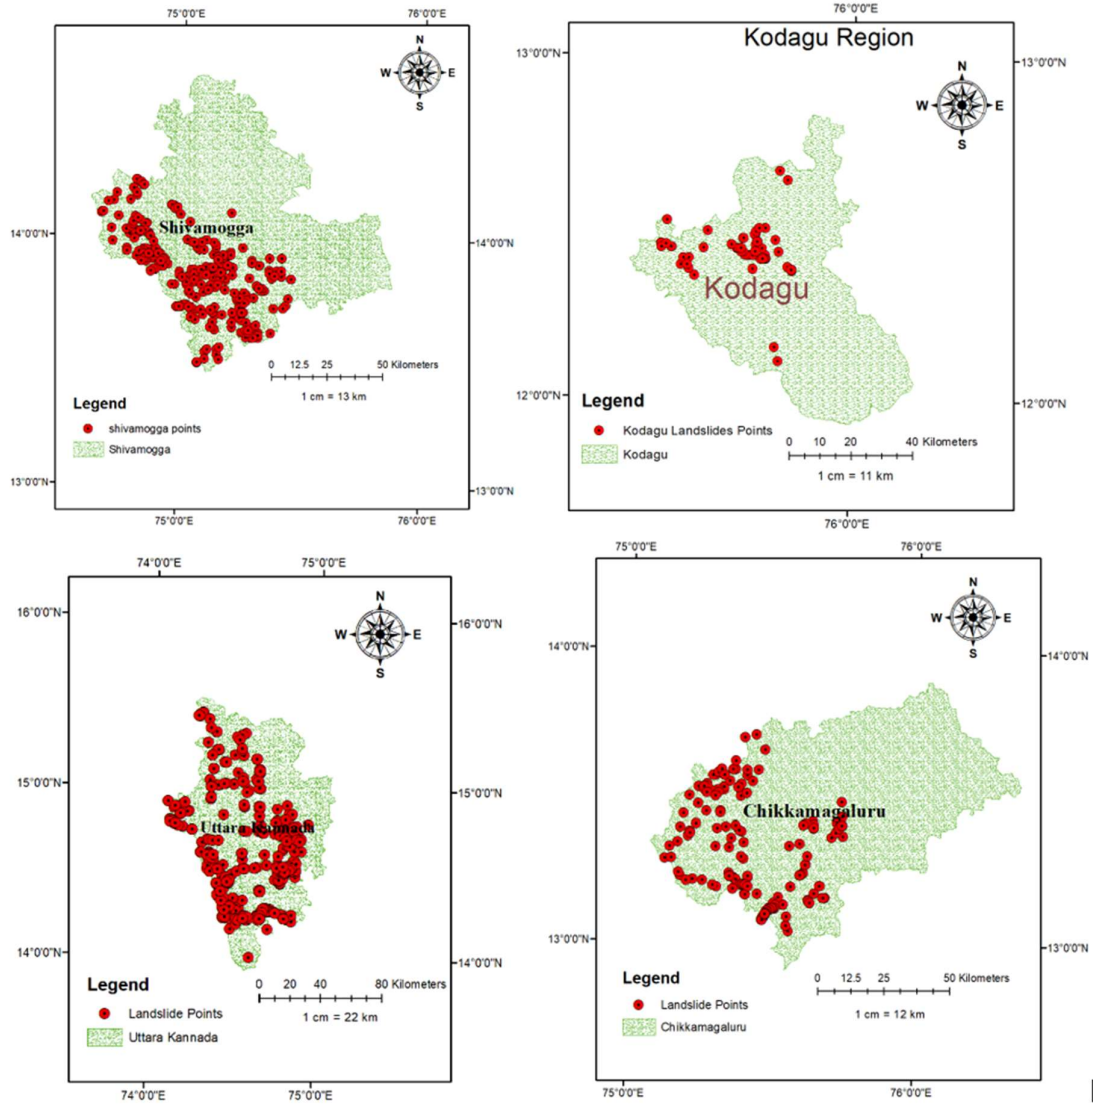 75°0'0"E 76°0'0"E
N
W E
S
14°0'0"N 14°0'0"N
Shivamogga
0 12.5 25 50 Kilometers
1 cm = 13 km
Legend
shivamogga points
Shivamogga
13°0'0"N 13°0'0"N
75°0'0"E 76°0'0"E
76°0'0"E
Kodagu Region
13°0'0"N 13°0'0"N
N
W E
S
Kodagu
12°0'0"N 12°0'0"N
Legend
Kodagu Landslides Points
Kodagu
0 10 20 40 Kilometers
1 cm = 11 km
76°0'0"E
74°0'0"E 75°0'0"E
16°0'0"N 16°0'0"N
N
W E
S
15°0'0"N 15°0'0"N
Uttara Kannada
14°0'0"N 14°0'0"N
Legend
Landslide Points
Uttara Kannada
0 20 40 80 Kilometers
1 cm = 22 km
74°0'0"E 75°0'0"E
75°0'0"E 76°0'0"E
N
W E
S
14°0'0"N 14°0'0"N
Chikkamagaluru
13°0'0"N 13°0'0"N
Legend
Landslide Points
Chikkamagaluru
0 12.5 25 50 Kilometers
1 cm = 12 km
75°0'0"E 76°0'0"E